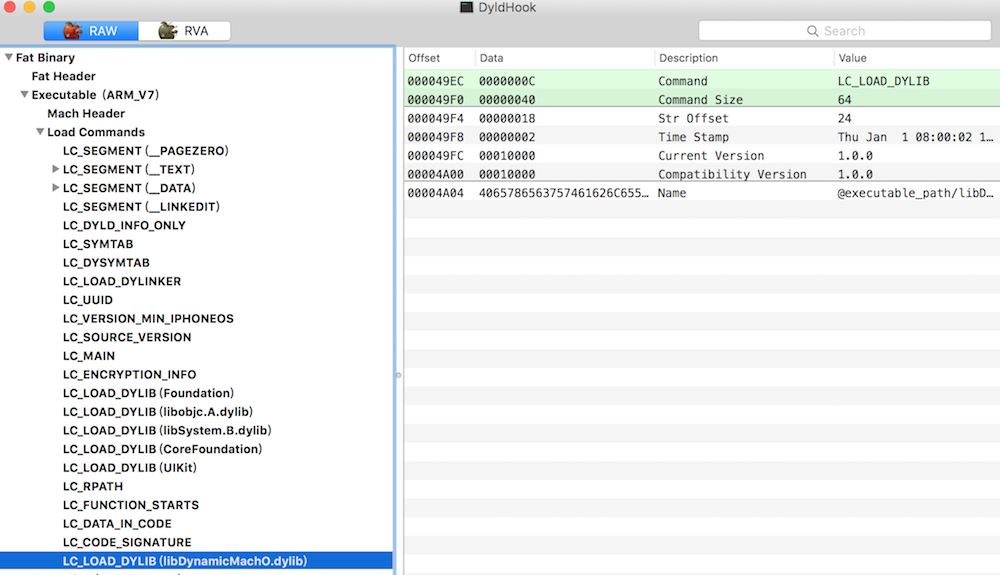 DyldHook
RAW RVA Search
Fat Binary
Fat Header
Executable (ARM_V7)
Mach Header
Load Commands
LC_SEGMENT (__PAGEZERO)
LC_SEGMENT (__TEXT)
LC_SEGMENT (__DATA)
LC_SEGMENT (__LINKEDIT)
LC_DYLD_INFO_ONLY
LC_SYMTAB
LC_DYSYMTAB
LC_LOAD_DYLINKER
LC_UUID
LC_VERSION_MIN_IPHONEOS
LC_SOURCE_VERSION
LC_MAIN
LC_ENCRYPTION_INFO
LC_LOAD_DYLIB (Foundation)
LC_LOAD_DYLIB (libobjc.A.dylib)
LC_LOAD_DYLIB (libSystem.B.dylib)
LC_LOAD_DYLIB (CoreFoundation)
LC_LOAD_DYLIB (UIKit)
LC_RPATH
LC_FUNCTION_STARTS
LC_DATA_IN_CODE
LC_CODE_SIGNATURE
LC_LOAD_DYLIB (libDynamicMachO.dylib)
Offset Data Description Value
000049EC 0000000C Command LC_LOAD_DYLIB
000049F0 00000040 Command Size 64
000049F4 00000018 Str Offset 24
000049F8 00000002 Time Stamp Thu Jan 1 08:00:02 1…
000049FC 00010000 Current Version 1.0.0
00004A00 00010000 Compatibility Version 1.0.0
00004A04 4065786563757461626C655… Name @executable_path/libD…